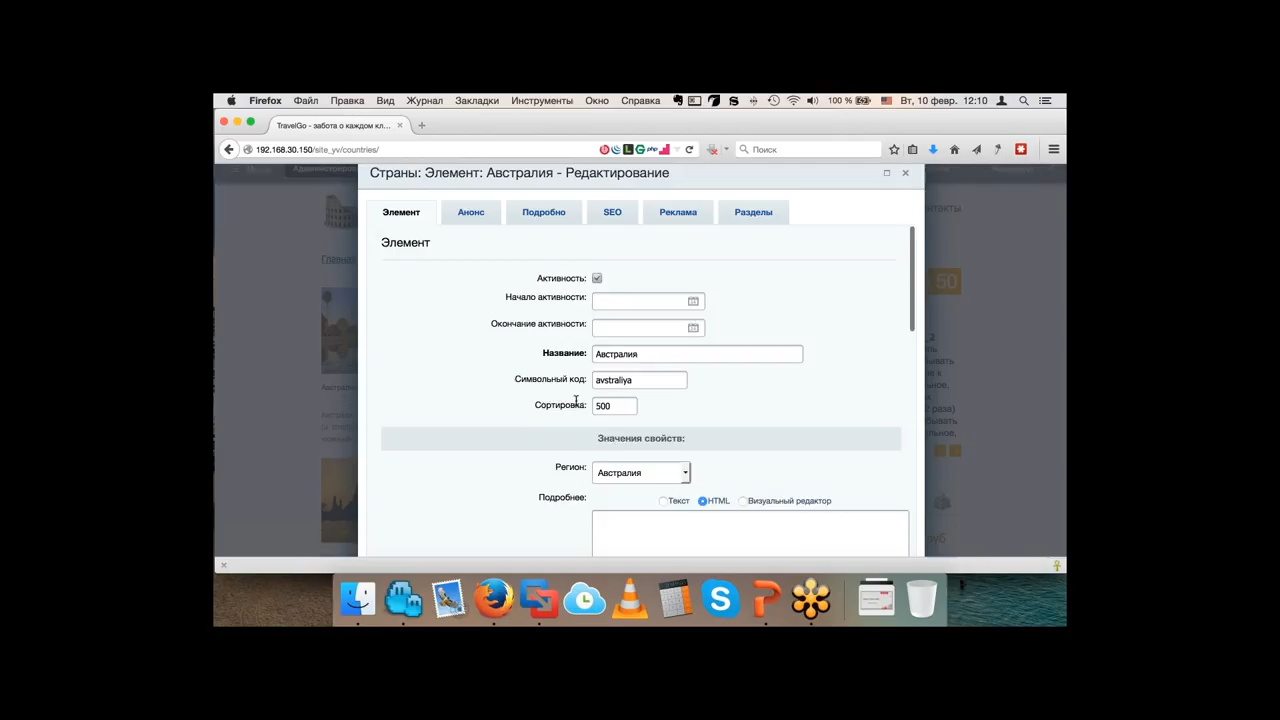 Firefox Файл Правка Вид Журнал Закладки Инструменты Окно Справка 100 % Вт, 10 февр. 12:10
TravelGo - забота о каждом кл...
192.168.30.150/site_yv/countries/ php Поиск
Страны: Элемент: Австралия - Редактирование
Элемент Анонс Подробно SEO Реклама Разделы
Элемент
Активность:
Начало активности:
Окончание активности:
Название: Австралия
Символьный код: avstraliya
Сортировка: 500
Значения свойств:
Регион: Австралия
Подробнее: Текст HTML Визуальный редактор
50